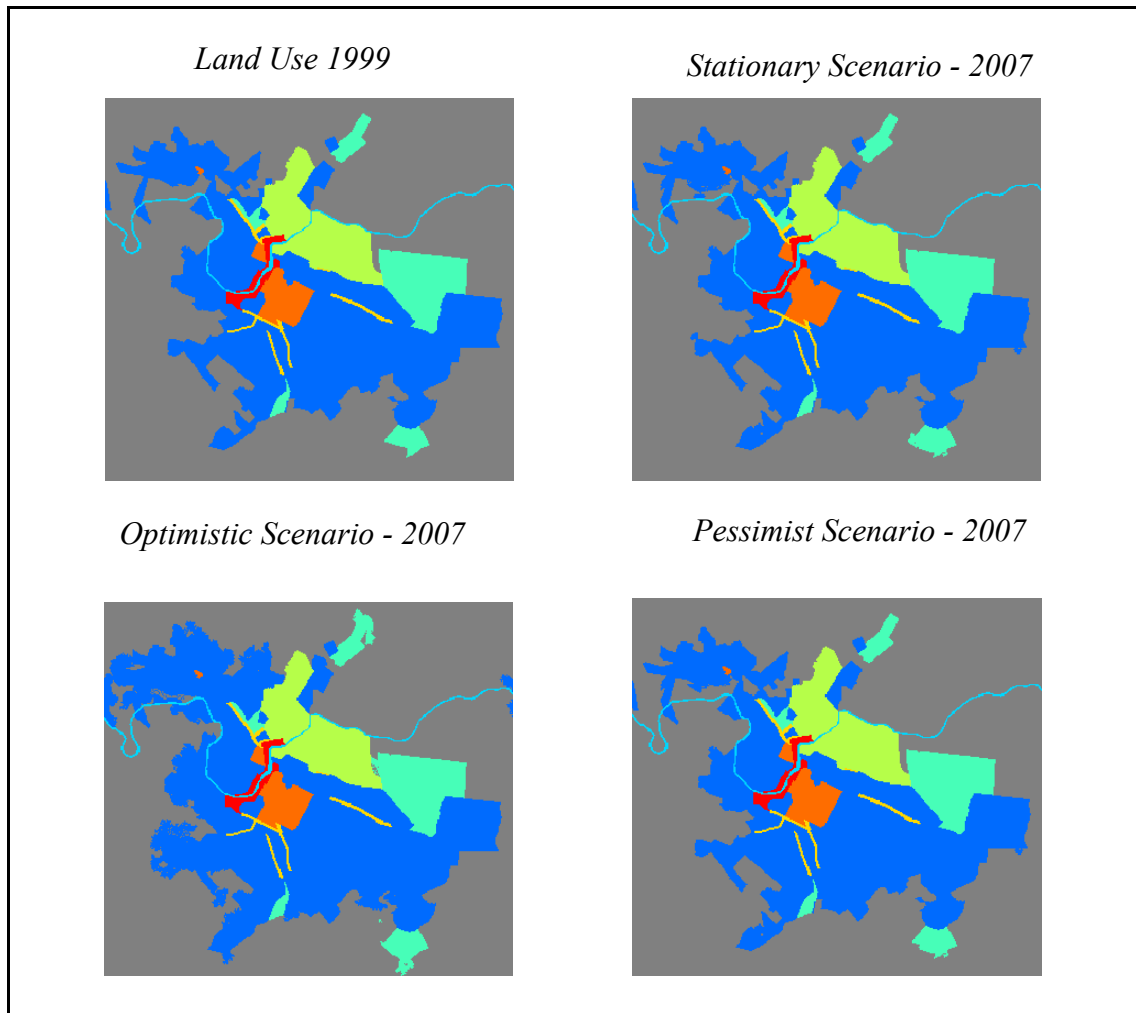 Land Use 1999
Stationary Scenario - 2007
Optimistic Scenario - 2007
Pessimist Scenario - 2007